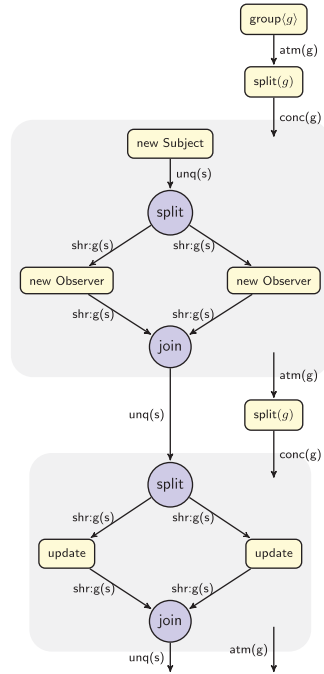 group⟨g⟩
atm(g)
split(g)
conc(g)
new Subject
unq(s)
split
shr:g(s) shr:g(s)
new Observer new Observer
shr:g(s) shr:g(s)
join
atm(g)
unq(s) split(g)
conc(g)
split
shr:g(s) shr:g(s)
update update
shr:g(s) shr:g(s)
join
unq(s) atm(g)